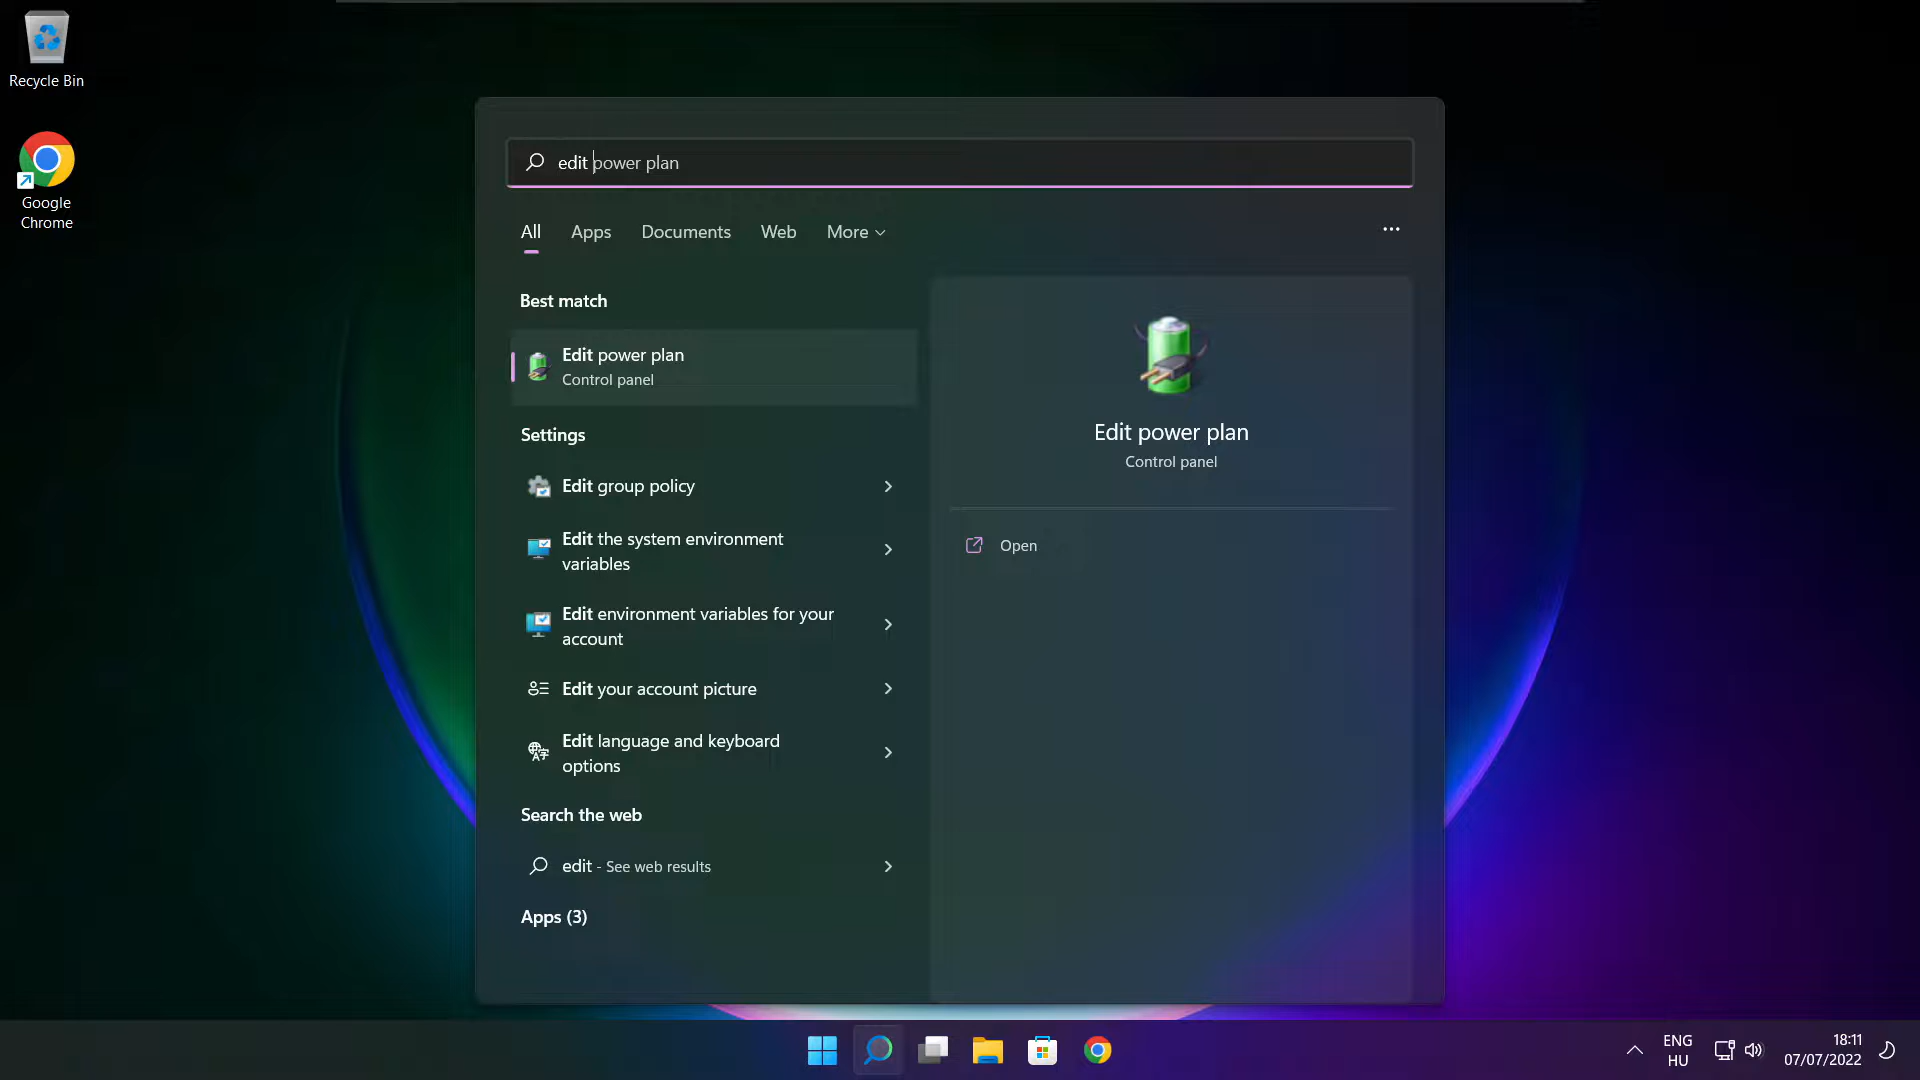 Recycle Bin
Google
Chrome
edit power plan
All Apps Documents Web More
Best match
Edit power plan
Control panel
Settings
Edit group policy
Edit the system environment
variables
Edit environment variables for your
account
Edit your account picture
Edit language and keyboard
options
Search the web
edit - See web results
Apps (3)
Edit power plan
Control panel
Open
ENG
HU
18:11
07/07/2022